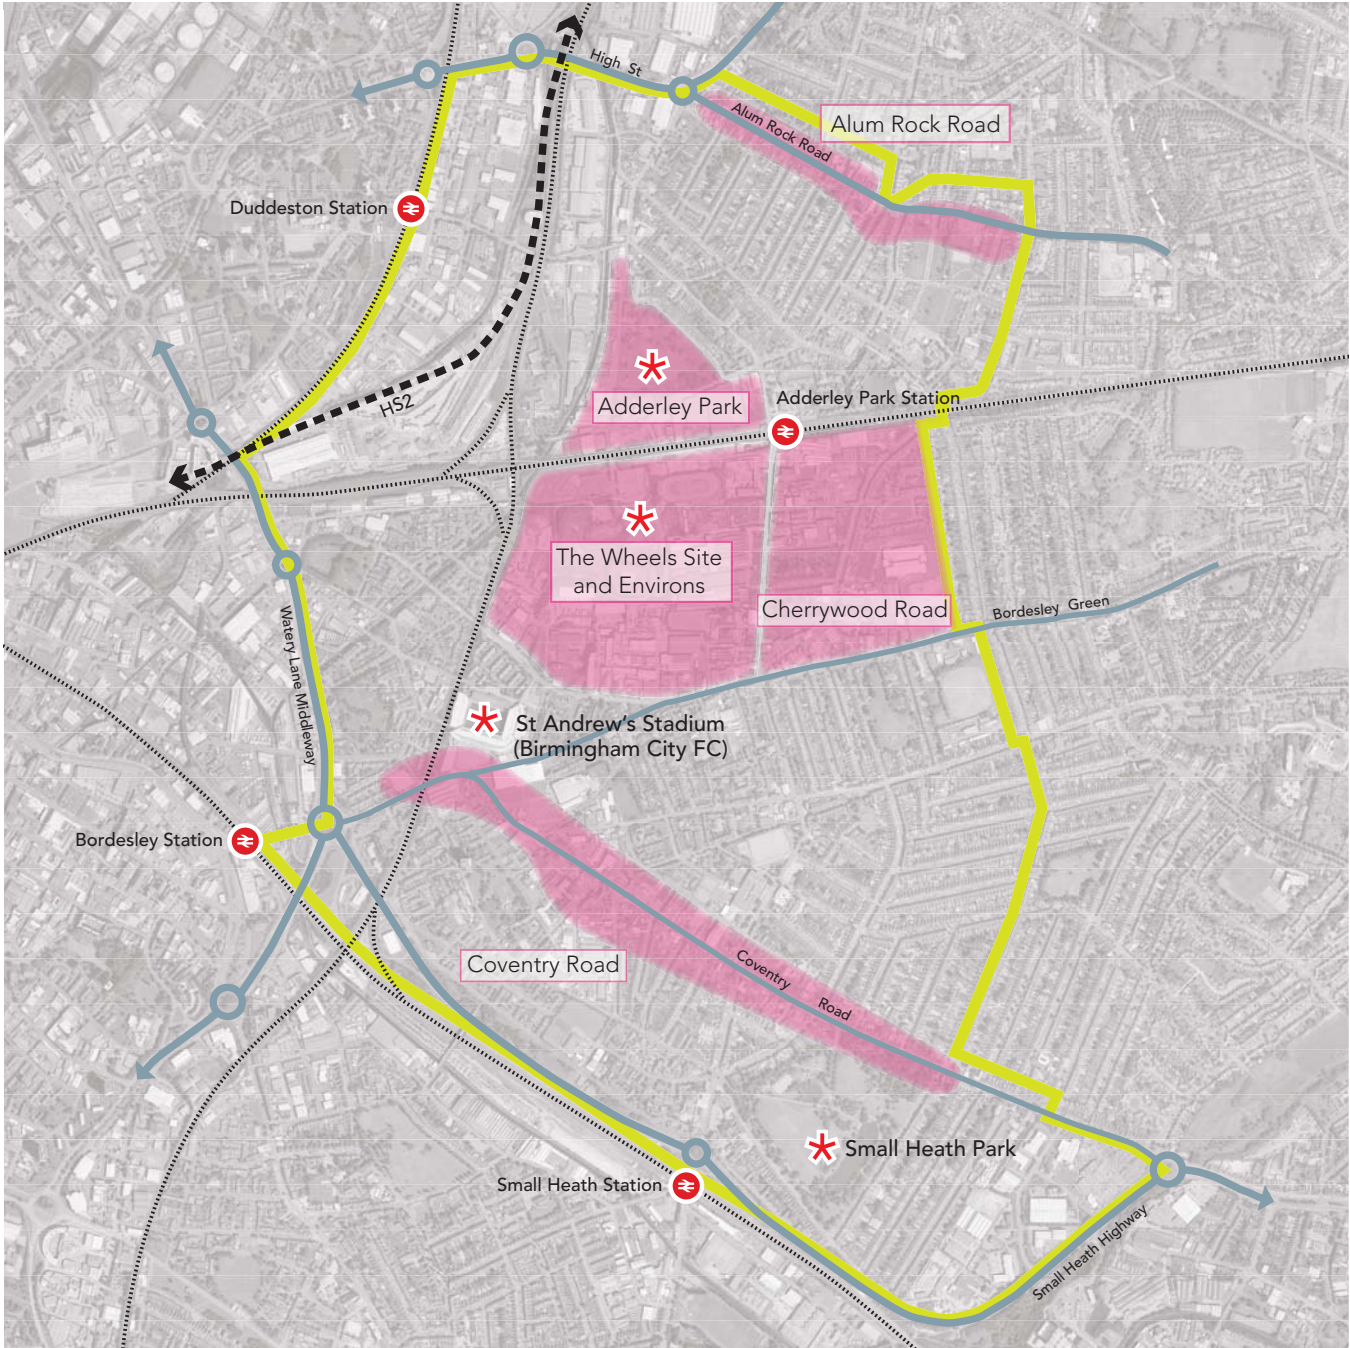 High St
Alum Rock Road
Alum Rock Road
Duddeston Station
HS2
Adderley Park
Adderley Park Station
The Wheels Site
and Environs
Cherrywood Road
Bordesley Green
Watery Lane Middleway
St Andrew's Stadium
(Birmingham City FC)
Bordesley Station
Coventry Road
Coventry Road
Small Heath Park
Small Heath Station
Small Heath Highway